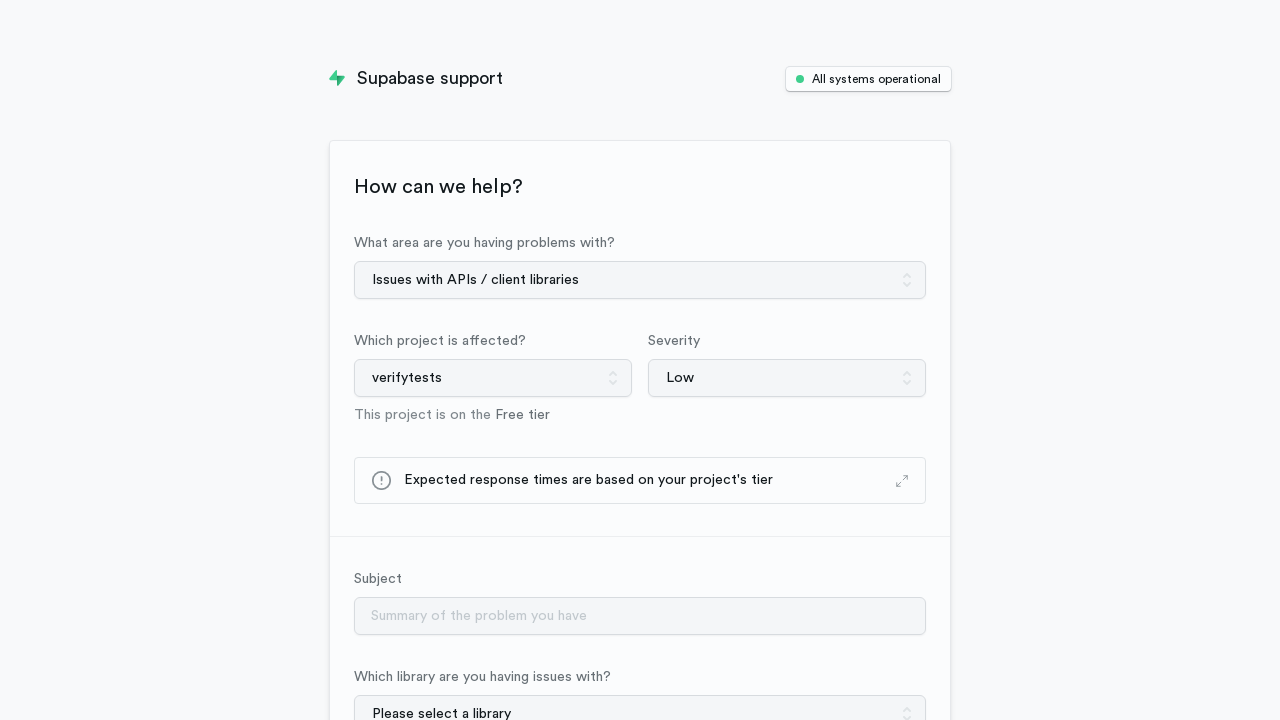 Supabase support
All systems operational
How can we help?
What area are you having problems with?
Issues with APIs / client libraries
Which project is affected?
Severity
verifytests
Low
This project is on the Free tier
Expected response times are based on your project's tier
Subject
Summary of the problem you have
Which library are you having issues with?
Please select a library